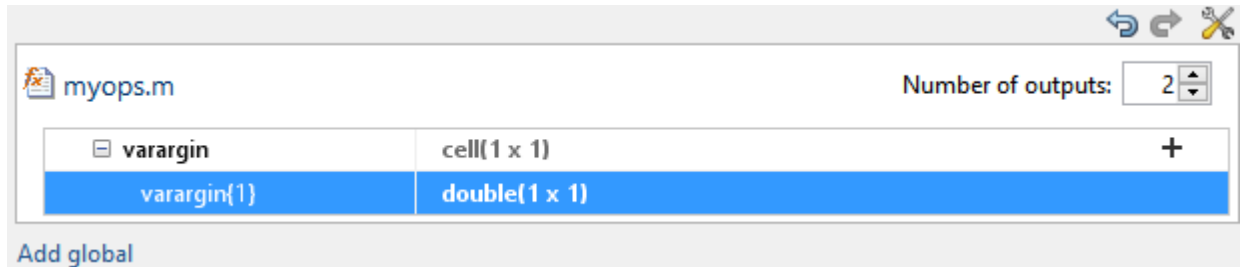 myops.m Number of outputs: 2
varargin cell(1 x 1) +
varargin{1} double(1 x 1)
Add global